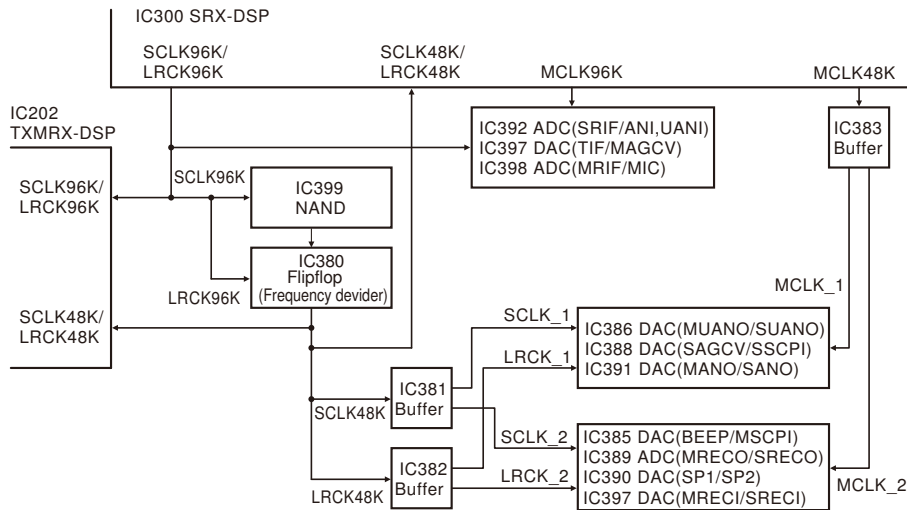 IC300 SRX-DSP
SCLK96K/
LRCK96K
SCLK48K/
LRCK48K
MCLK96K
MCLK48K
IC202
TXMRX-DSP
IC392 ADC(SRIF/ANI,UANI)
IC397 DAC(TIF/MAGCV)
IC398 ADC(MRIF/MIC)
IC383
Buffer
SCLK96K/
LRCK96K
SCLK96K
IC399
NAND
IC380
Flipflop
(Frequency devider)
LRCK96K
MCLK_1
SCLK48K/
LRCK48K
SCLK_1
LRCK_1
IC386 DAC(MUANO/SUANO)
IC388 DAC(SAGCV/SSCPI)
IC391 DAC(MANO/SANO)
IC381
Buffer
SCLK48K
SCLK_2
IC382
Buffer
LRCK48K
LRCK_2
IC385 DAC(BEEP/MSCPI)
IC389 ADC(MRECO/SRECO)
IC390 DAC(SP1/SP2)
IC397 DAC(MRECI/SRECI)
MCLK_2